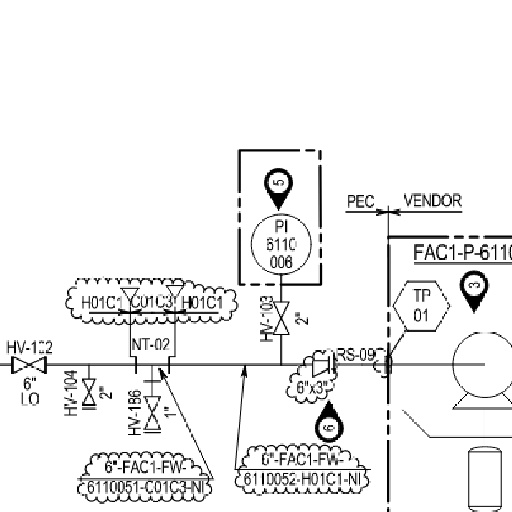 5
PI
6110
006
PEC
VENDOR
FAC1-P-6110
3
TP
01
H01C1
C01C3
H01C1
HV-103
2"
HV-102
6"
LO
NT-02
RS-09
HV-104
2"
HV-186
1"
6"x3"
6
6"-FAC1-FW-
6110051-C01C3-NI
6"-FAC1-FW-
6110052-H01C1-NI